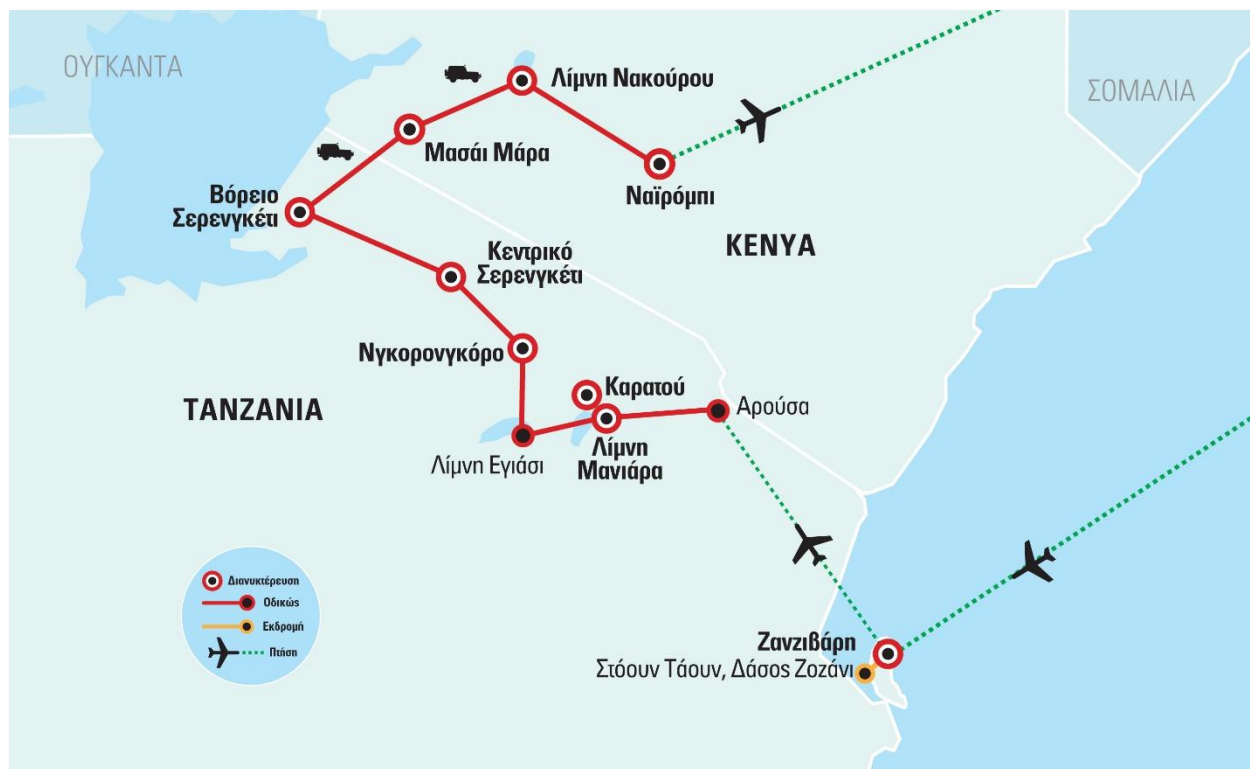 ΟΥΓΚΑΝΤΑ
ΣΟΜΑΛΙΑ
Λίμνη Νακούρου
Μασάι Μάρα
Ναϊρόμπι
Βόρειο
Σερενγκέτι
KENYA
Κεντρικό
Σερενγκέτι
Νγκορονγκόρο
Καρατού
TANZANIA
Αρούσα
Λίμνη Εγιάσι
Λίμνη
Μανιάρα
Διανυκτέρευση
Οδικώς
Εκδρομή
Πτήση
Ζανζιβάρη
Στόουν Τάουν, Δάσος Ζοζάνι